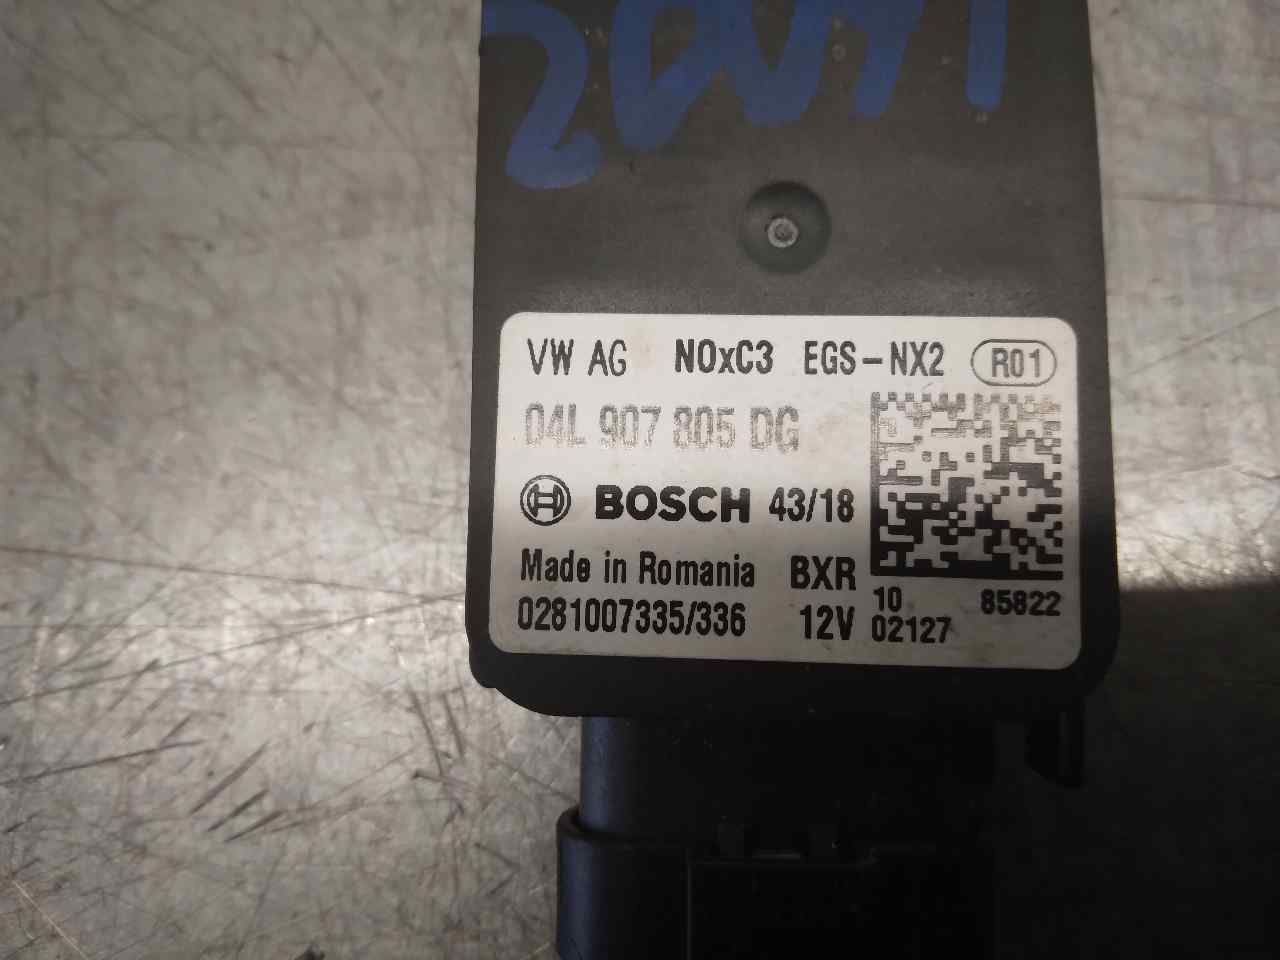 VW AG NOxC3 EGS-NX2 R01
04L 907 805 DG
BOSCH 43/18
Made in Romania BXR
0281007335/336 12V
10 85822
02127